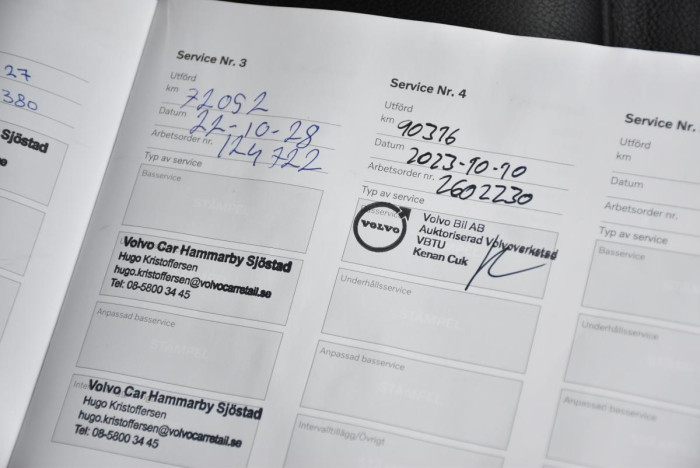 27
380
Sjöstad
se
Service Nr. 3
Utförd
km 72092
Datum 22-10-28
Arbetsorder nr. 124722
Typ av service
Basservice
Volvo Car Hammarby Sjöstad
Hugo Kristoffersen
hugo.kristoffersen@volvocarretail.se
Tel: 08-5800 34 45
Anpassad basservice
Volvo Car Hammarby Sjöstad
Hugo Kristoffersen
hugo.kristoffersen@volvocarretail.se
Tel: 08-5800 34 45
Service Nr. 4
Utförd
km 90376
Datum 2023-10-10
Arbetsorder nr. 2602230
Typ av service
Basservice
VOLVO
Volvo Bil AB
Auktoriserad Volvoverkstad
VBTU
Kenan Cuk
Underhållsservice
Anpassad basservice
Intervalltillägg/Övrigt
Service Nr.
Utförd
km
Datum
Arbetsorder nr.
Typ av service
Basservice
Underhållsservice
Anpassad basservice